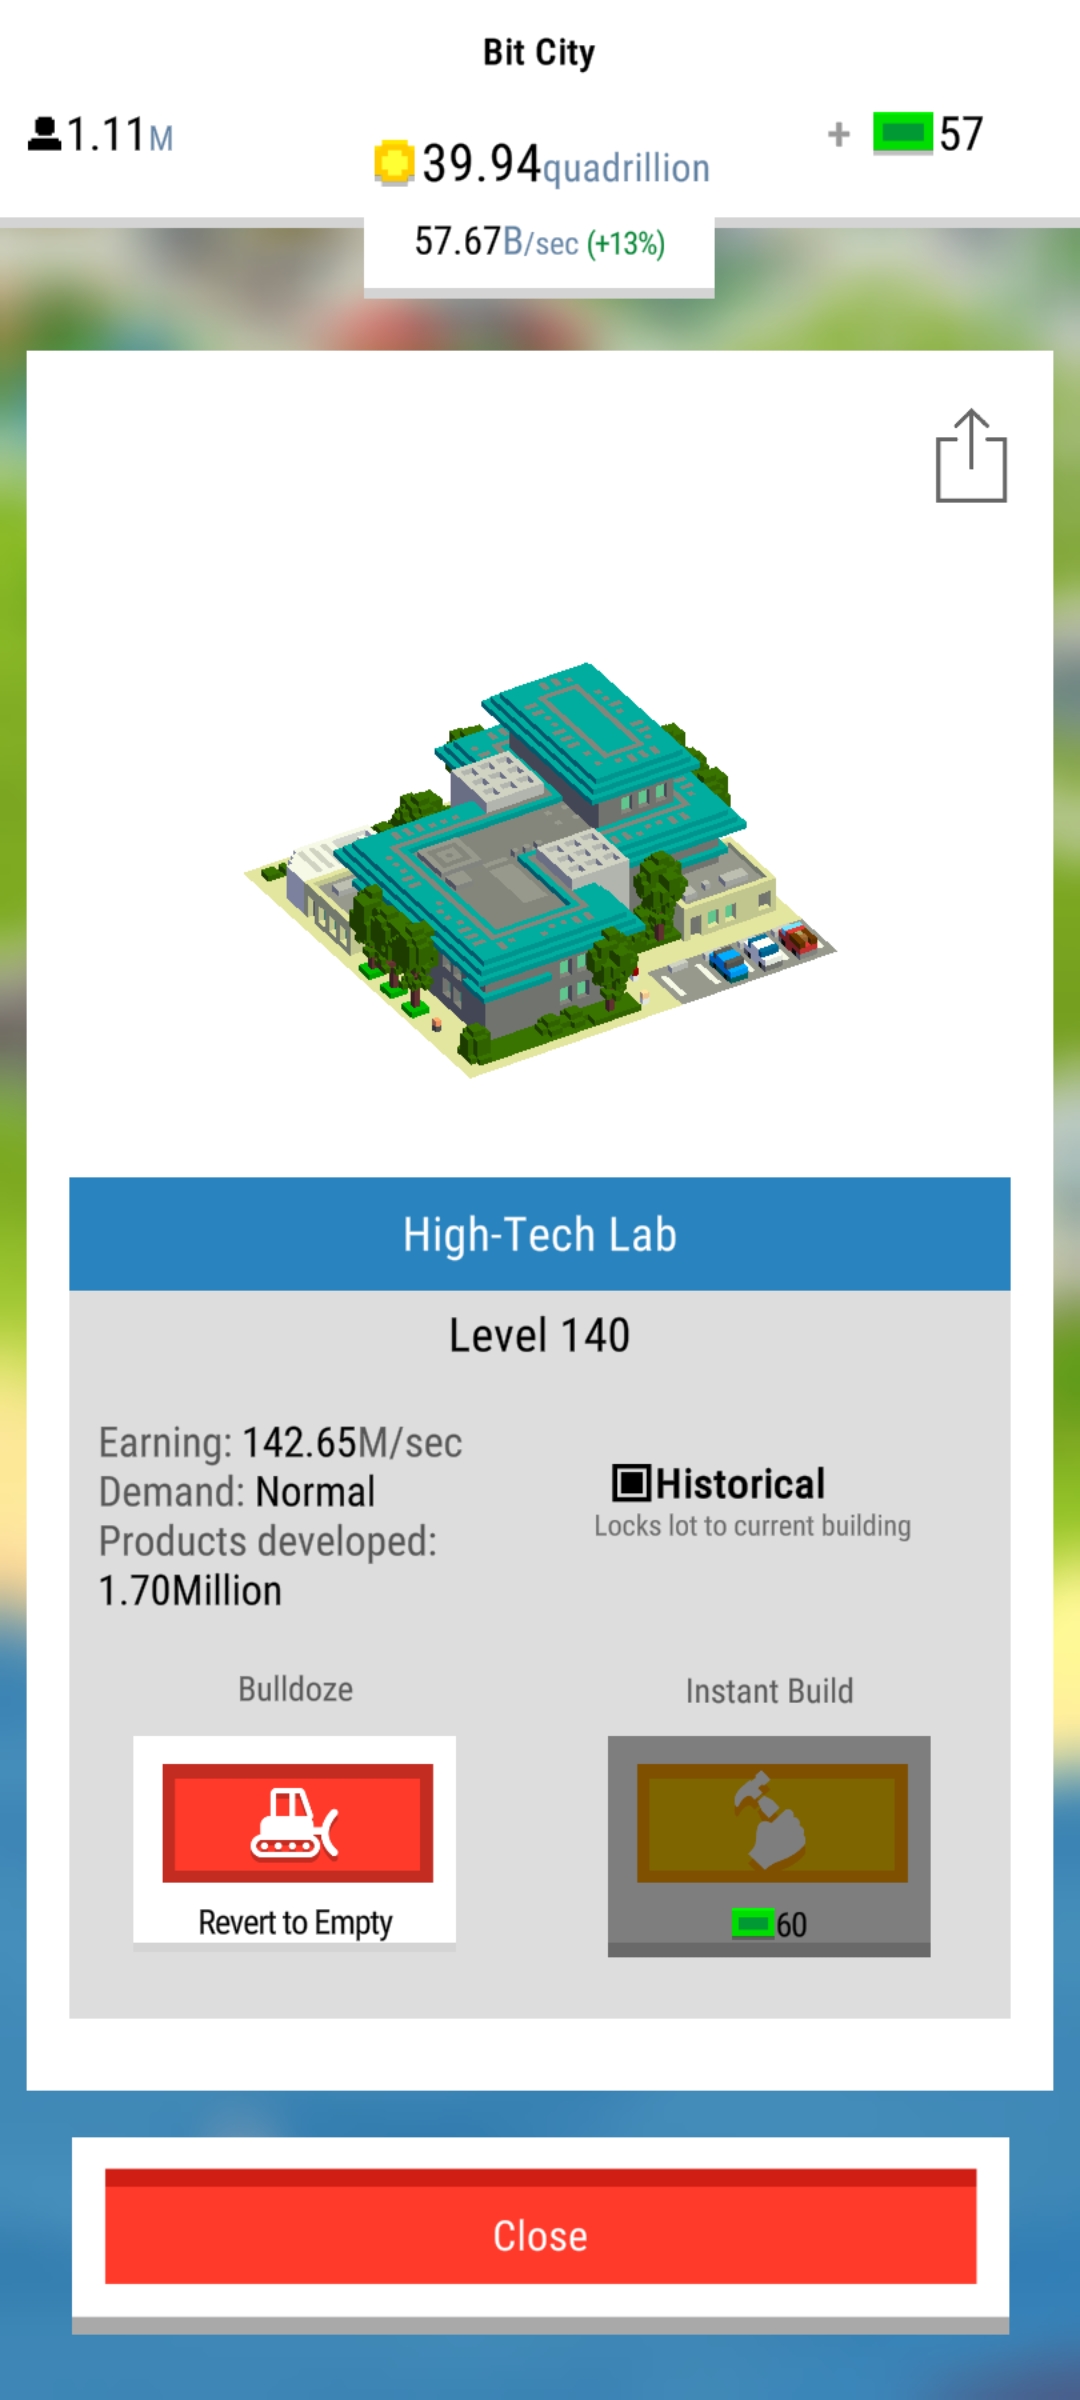 Bit City
1.11M
39.94quadrillion
+ 57
57.67B/sec (+13%)
High-Tech Lab
Level 140
Earning: 142.65M/sec
Demand: Normal
Products developed:
1.70Million
Historical
Locks lot to current building
Bulldoze
Instant Build
Revert to Empty
60
Close